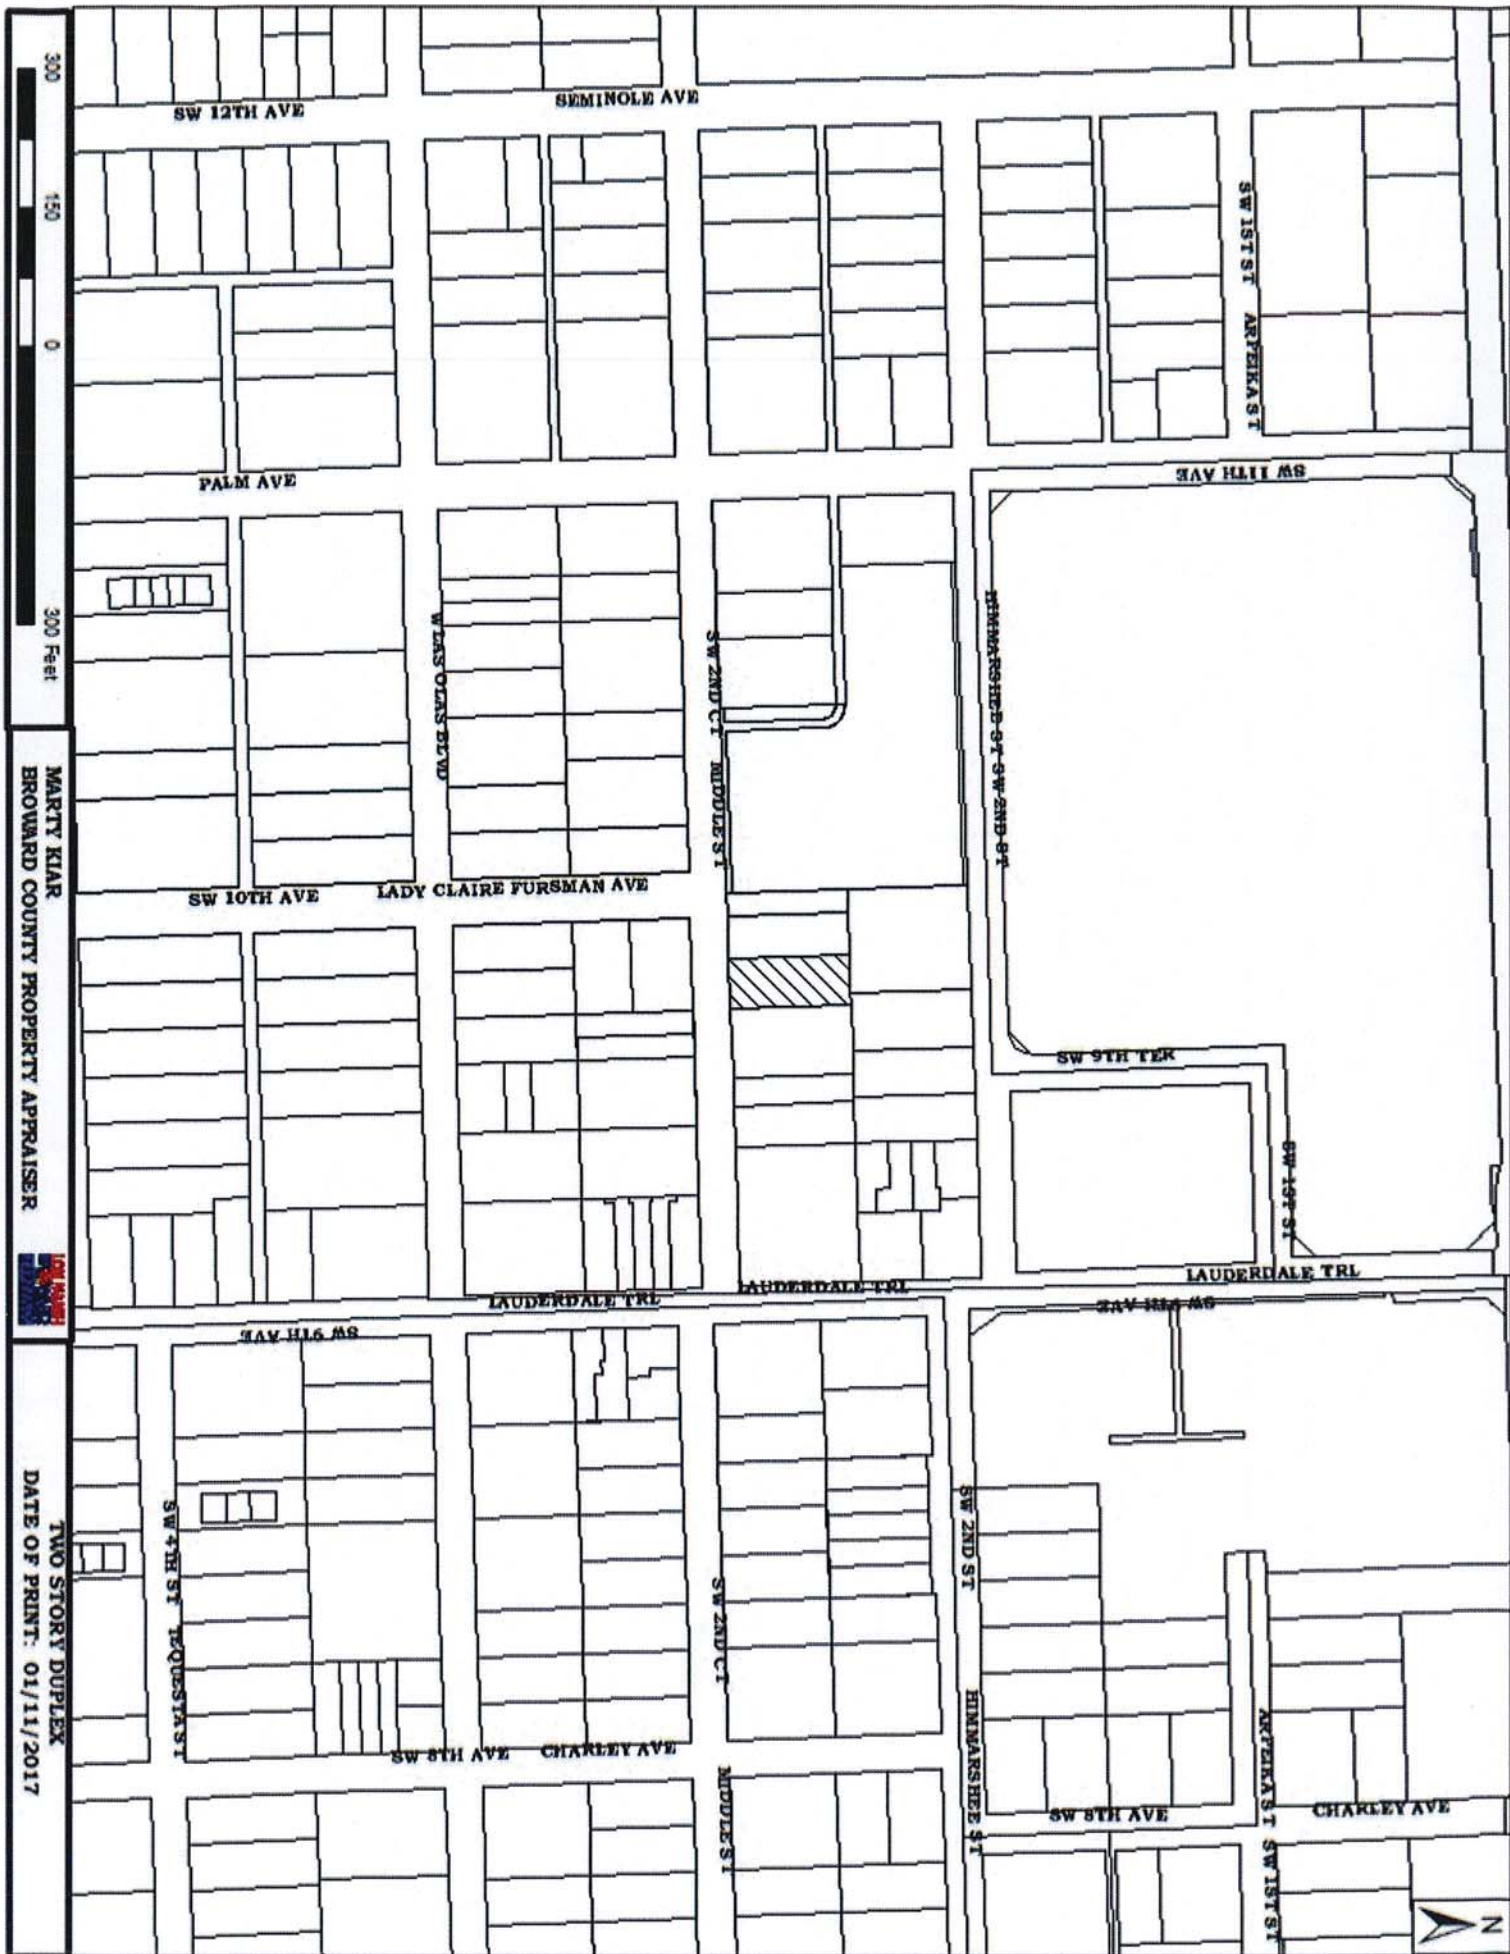 N
SW 12TH AVE
SEMINOLE AVE
SW 1ST ST ARPEIKA ST
SW 11TH AVE
PALM AVE
SW 2ND CT MIDDLE ST
HIMMARSHEE ST SW 2ND ST
W LAS OLAS BLVD
SW 10TH AVE
LADY CLAIRE FURSMAN AVE
SW 9TH TER
SW 1ST ST
LAUDERDALE TRL
LAUDERDALE TRL
LAUDERDALE TRL
SW 9TH AVE
SW 9TH AVE
SW 4TH ST TEQUESTA ST
SW 2ND CT
SW 2ND ST
HIMMARSHEE ST
SW 8TH AVE
CHARLEY AVE
MIDDLE ST
SW 8TH AVE
ARPEIKA ST SW 1ST ST
CHARLEY AVE
300
150
0
300 Feet
MARTY KIAR
BROWARD COUNTY PROPERTY APPRAISER
TWO STORY DUPLEX
DATE OF PRINT: 01/11/2017